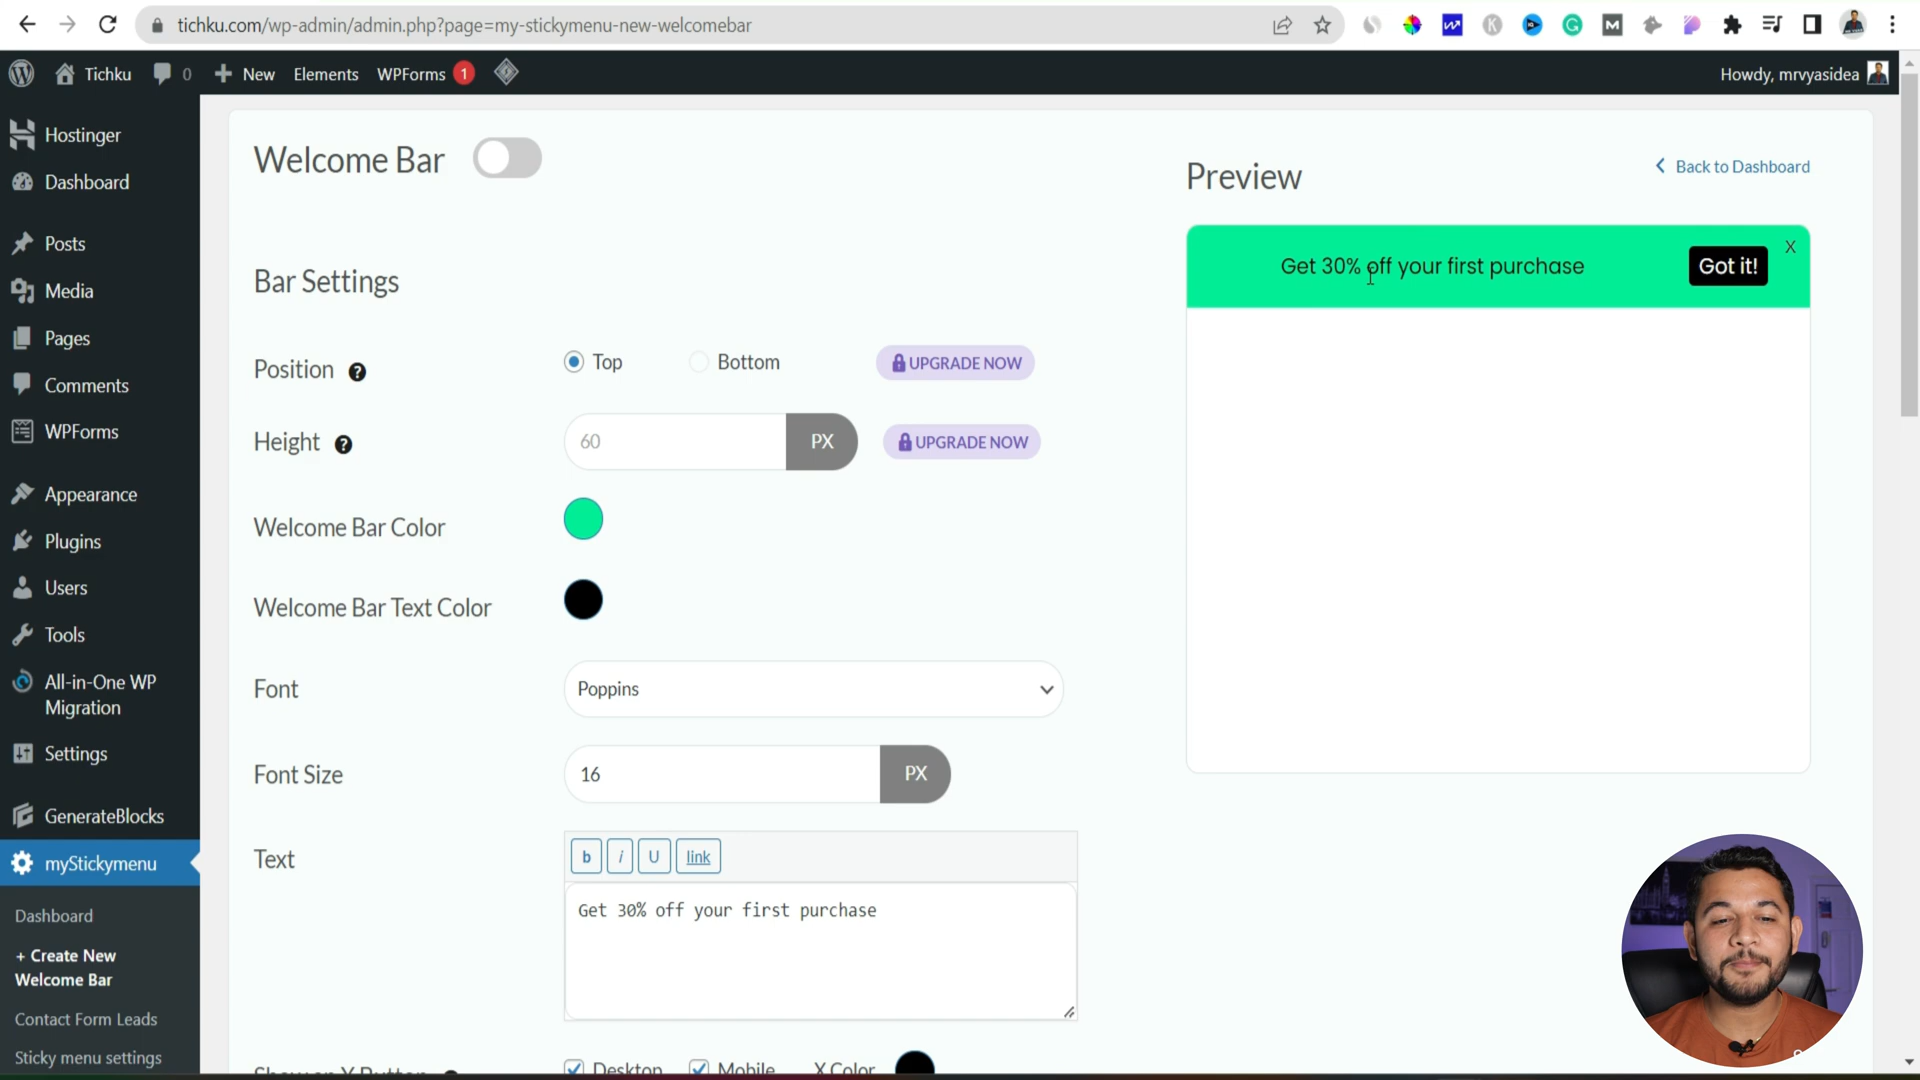 tichku.com/wp-admin/admin.php?page=my-stickymenu-new-welcomebar
Tichku 0 New Elements WPForms 1
Howdy, mrvyasidea
Hostinger
Dashboard
Posts
Media
Pages
Comments
WPForms
Appearance
Plugins
Users
Tools
All-in-One WP
Migration
Settings
GenerateBlocks
myStickymenu
Dashboard
+ Create New
Welcome Bar
Contact Form Leads
Sticky menu settings
Welcome Bar
Bar Settings
Position ? Top Bottom UPGRADE NOW
Height ? 60 PX UPGRADE NOW
Welcome Bar Color
Welcome Bar Text Color
Font Poppins
Font Size 16 PX
Text b i U link
Get 30% off your first purchase
Desktop Mobile X Color
Preview
Back to Dashboard
Get 30% off your first purchase Got it! X